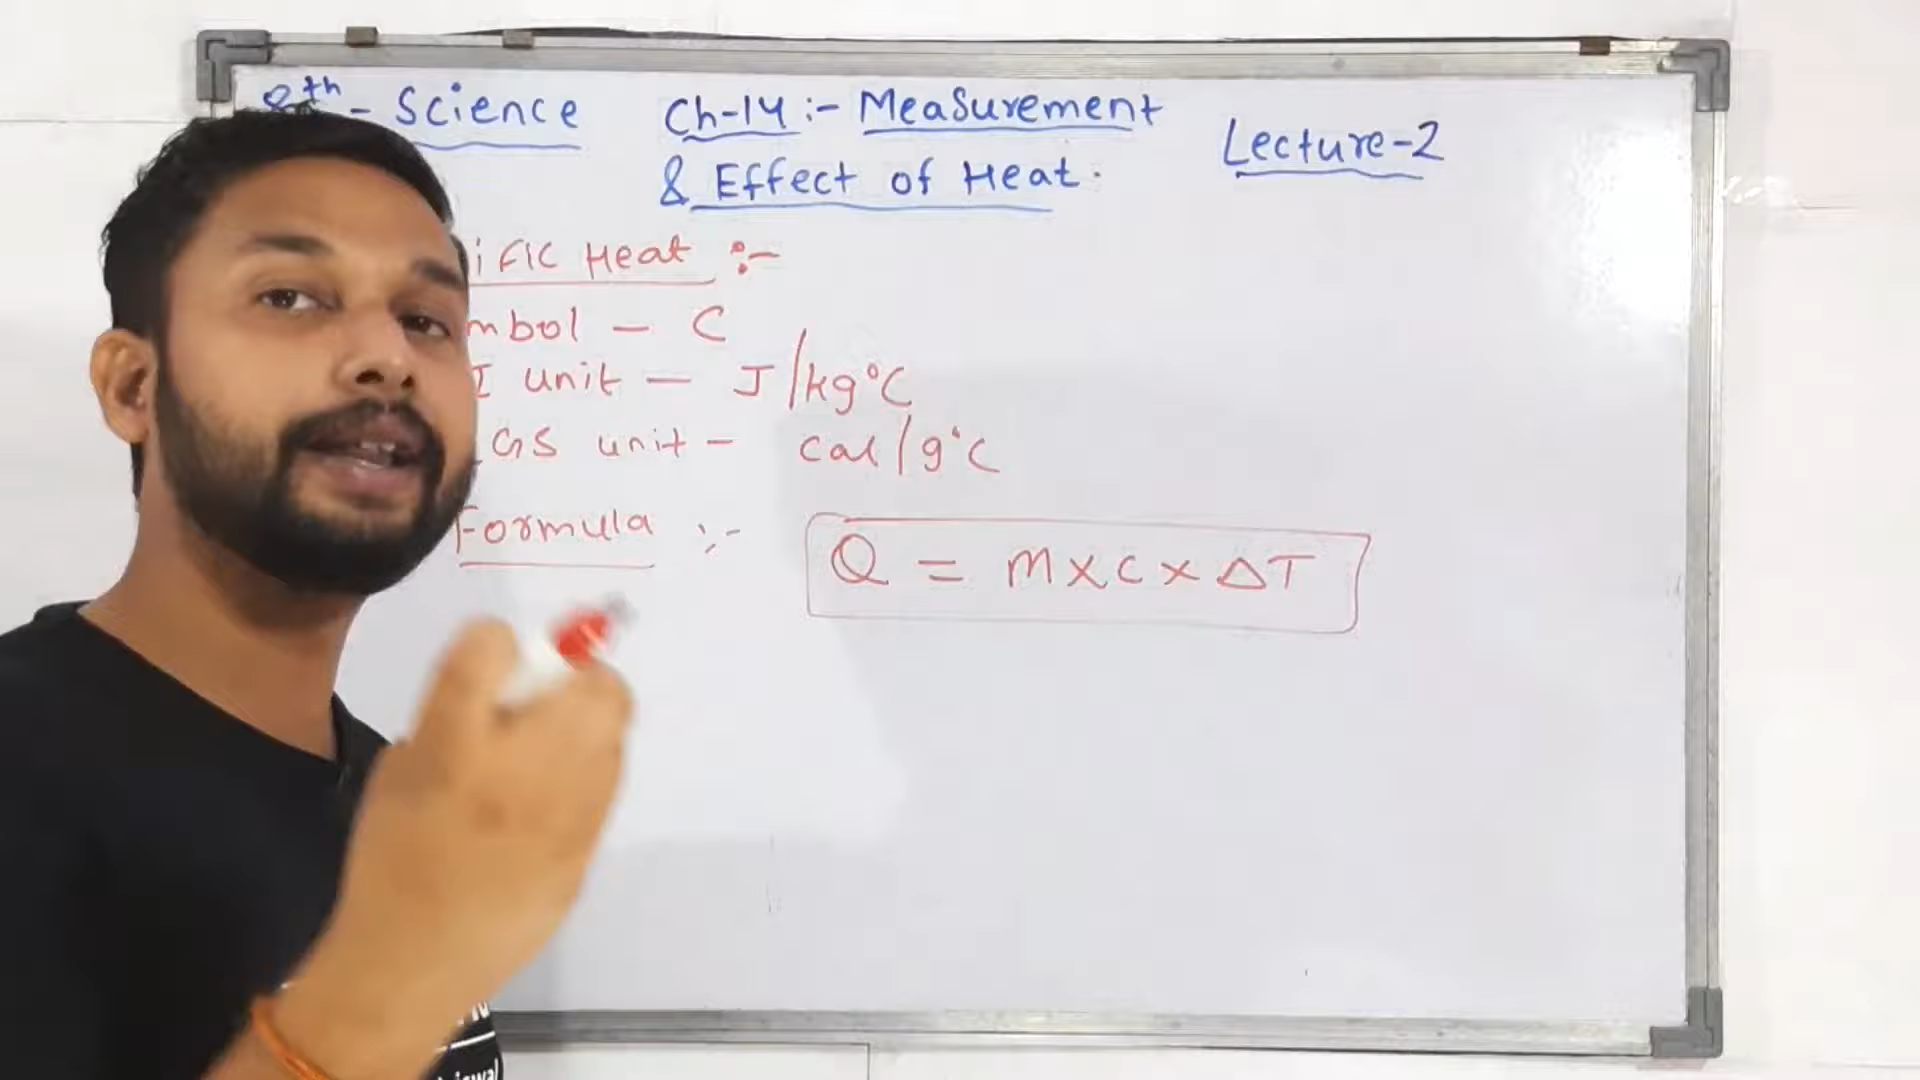 8th - Science Ch-14 :- Measurement
& Effect of Heat.
Lecture-2
ific Heat :-
mbol - C
I unit - J/kg°C
GS unit - cal/g°C
Formula :- Q = m x c x ΔT